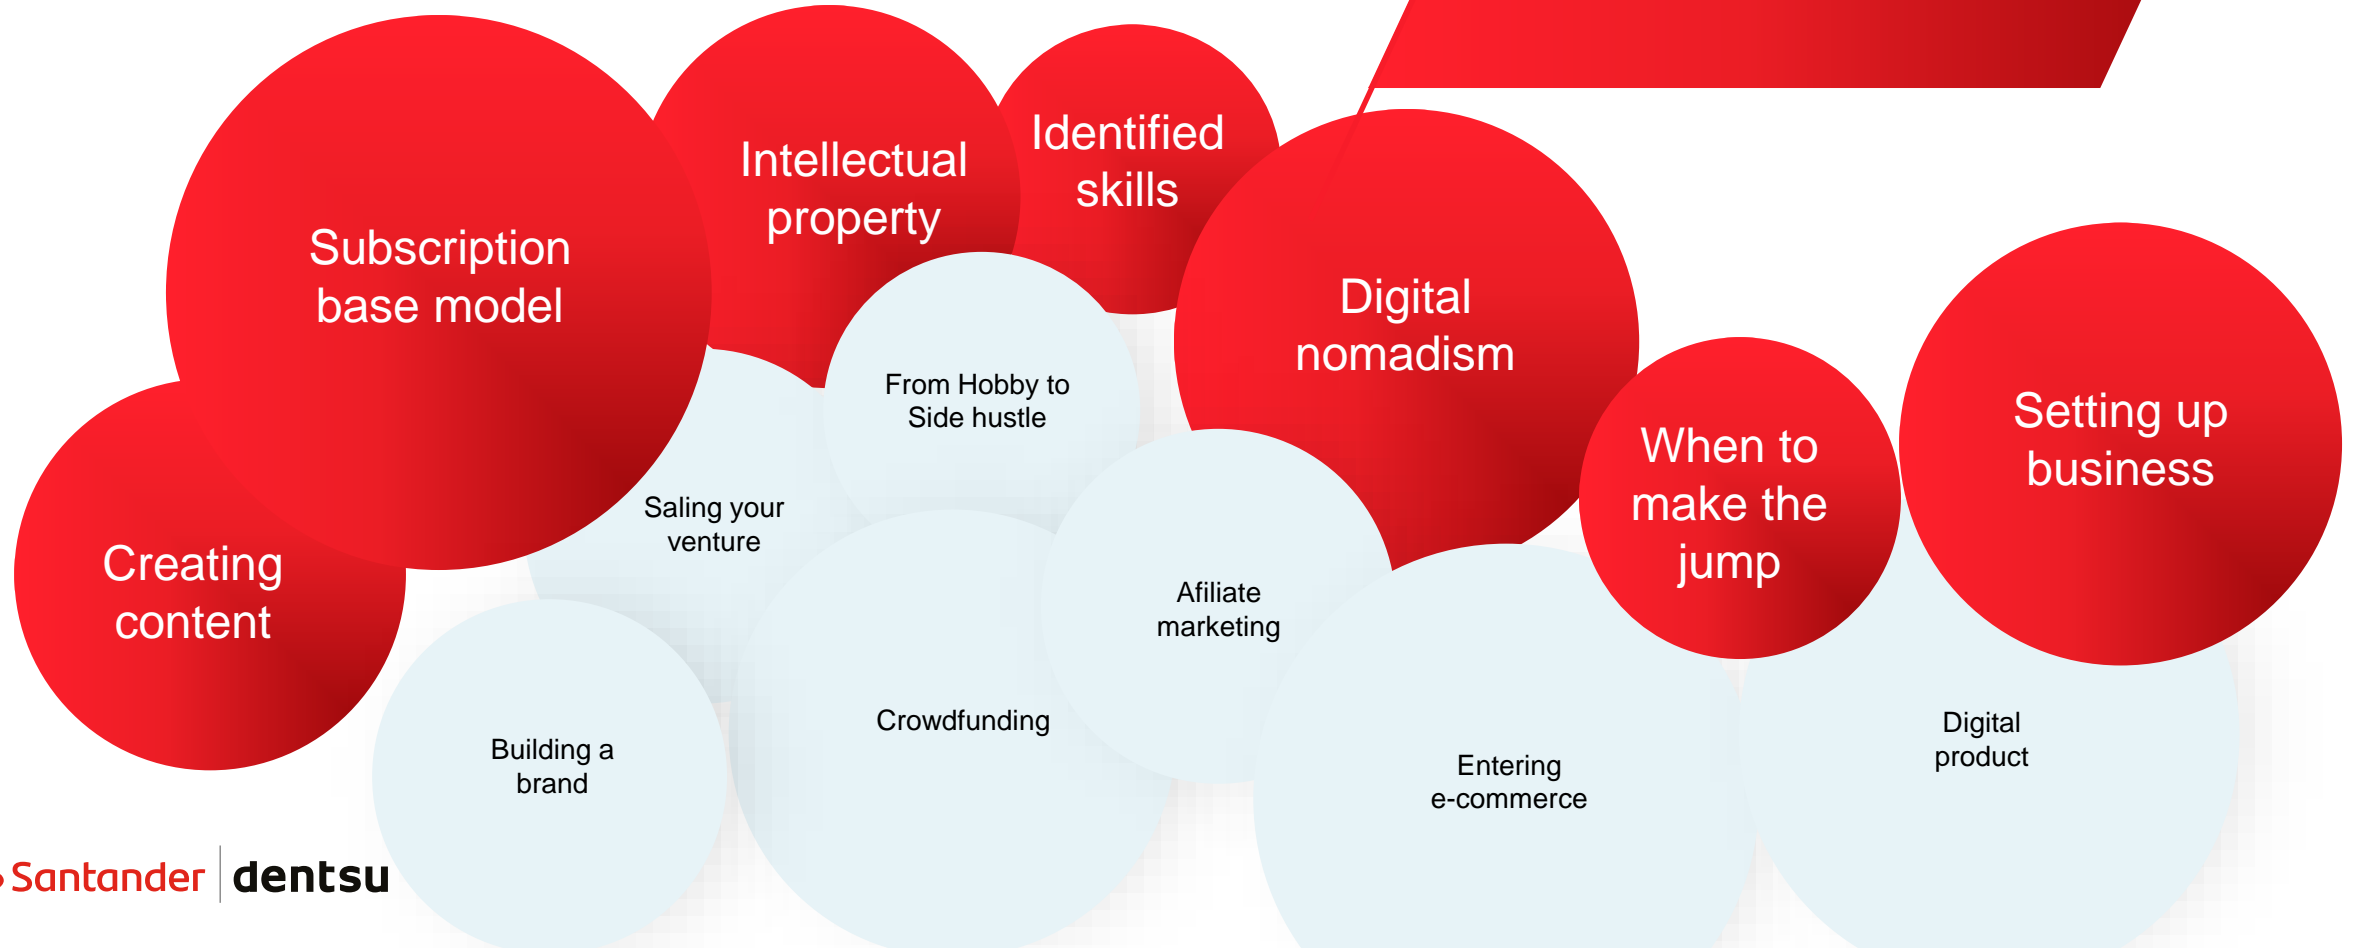 Identified
skills
Intellectual
property
Subscription
base model
Digital
nomadism
From Hobby to
Side hustle
Setting up
business
When to
make the
jump
Saling your
venture
Creating
content
Afiliate
marketing
Crowdfunding
Digital
product
Building a
brand
Entering
e-commerce
Santander
dentsu